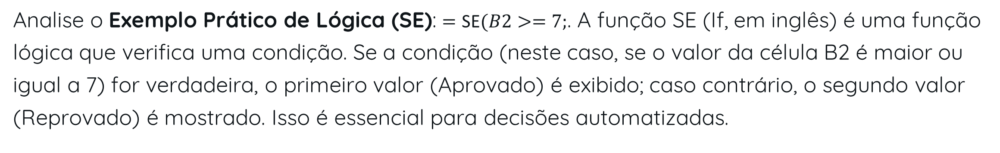 Analise o Exemplo Prático de Lógica (SE): = SE(B2 >= 7;. A função SE (If, em inglês) é uma função
lógica que verifica uma condição. Se a condição (neste caso, se o valor da célula B2 é maior ou
igual a 7) for verdadeira, o primeiro valor (Aprovado) é exibido; caso contrário, o segundo valor
(Reprovado) é mostrado. Isso é essencial para decisões automatizadas.